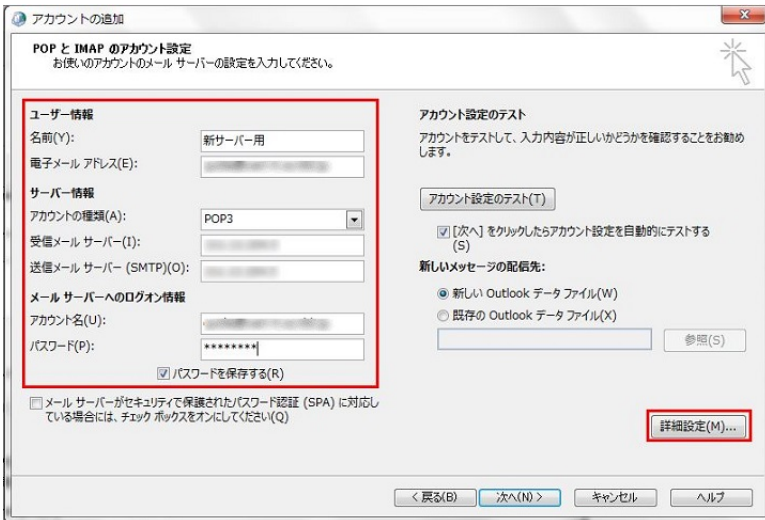 アカウントの追加
POP と IMAP のアカウント設定
お使いのアカウントのメール サーバーの設定を入力してください。
ユーザー情報
名前(Y):
新サーバー用
電子メール アドレス(E):
サーバー情報
アカウントの種類(A):
POP3
受信メール サーバー(I):
送信メール サーバー (SMTP)(O):
メール サーバーへのログオン情報
アカウント名(U):
パスワード(P):
********
パスワードを保存する(R)
メール サーバーがセキュリティで保護されたパスワード認証 (SPA) に対応し
ている場合には、チェック ボックスをオンにしてください(Q)
アカウント設定のテスト
アカウントをテストして、入力内容が正しいかどうかを確認することをお勧め
します。
アカウント設定のテスト(T)
[次へ] をクリックしたらアカウント設定を自動的にテストする
(S)
新しいメッセージの配信先:
新しい Outlook データ ファイル(W)
既存の Outlook データ ファイル(X)
参照(S)
詳細設定(M)...
< 戻る(B)
次へ(N) >
キャンセル
ヘルプ